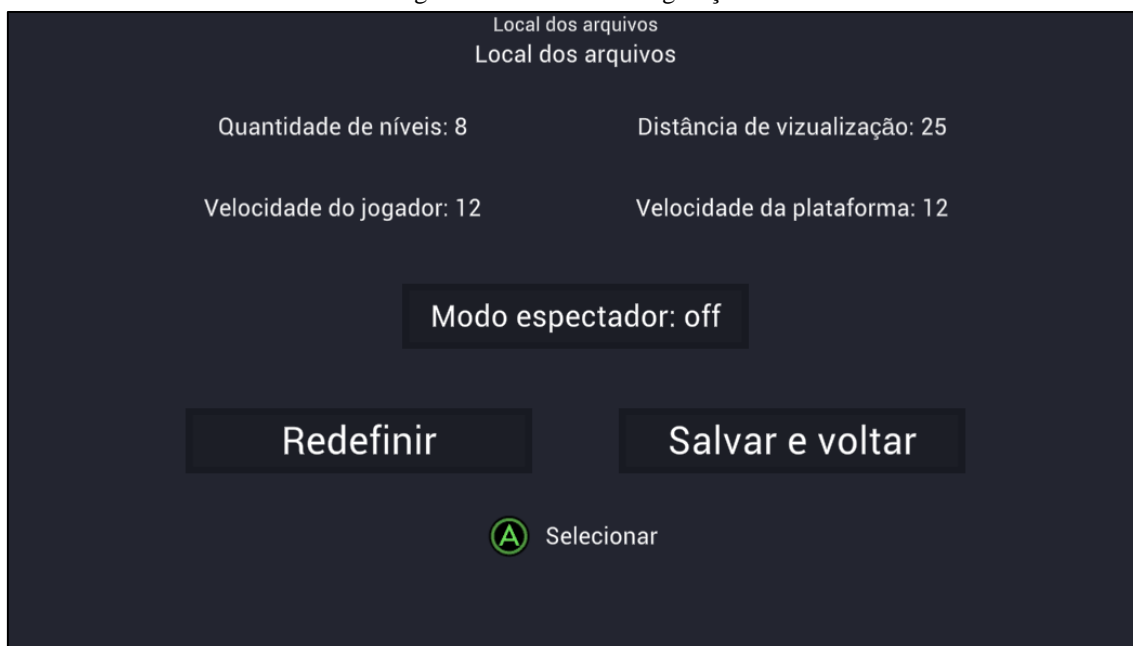 Local dos arquivos
Local dos arquivos
Quantidade de níveis: 8
Distância de vizualização: 25
Velocidade do jogador: 12
Velocidade da plataforma: 12
Modo espectador: off
Redefinir
Salvar e voltar
A Selecionar